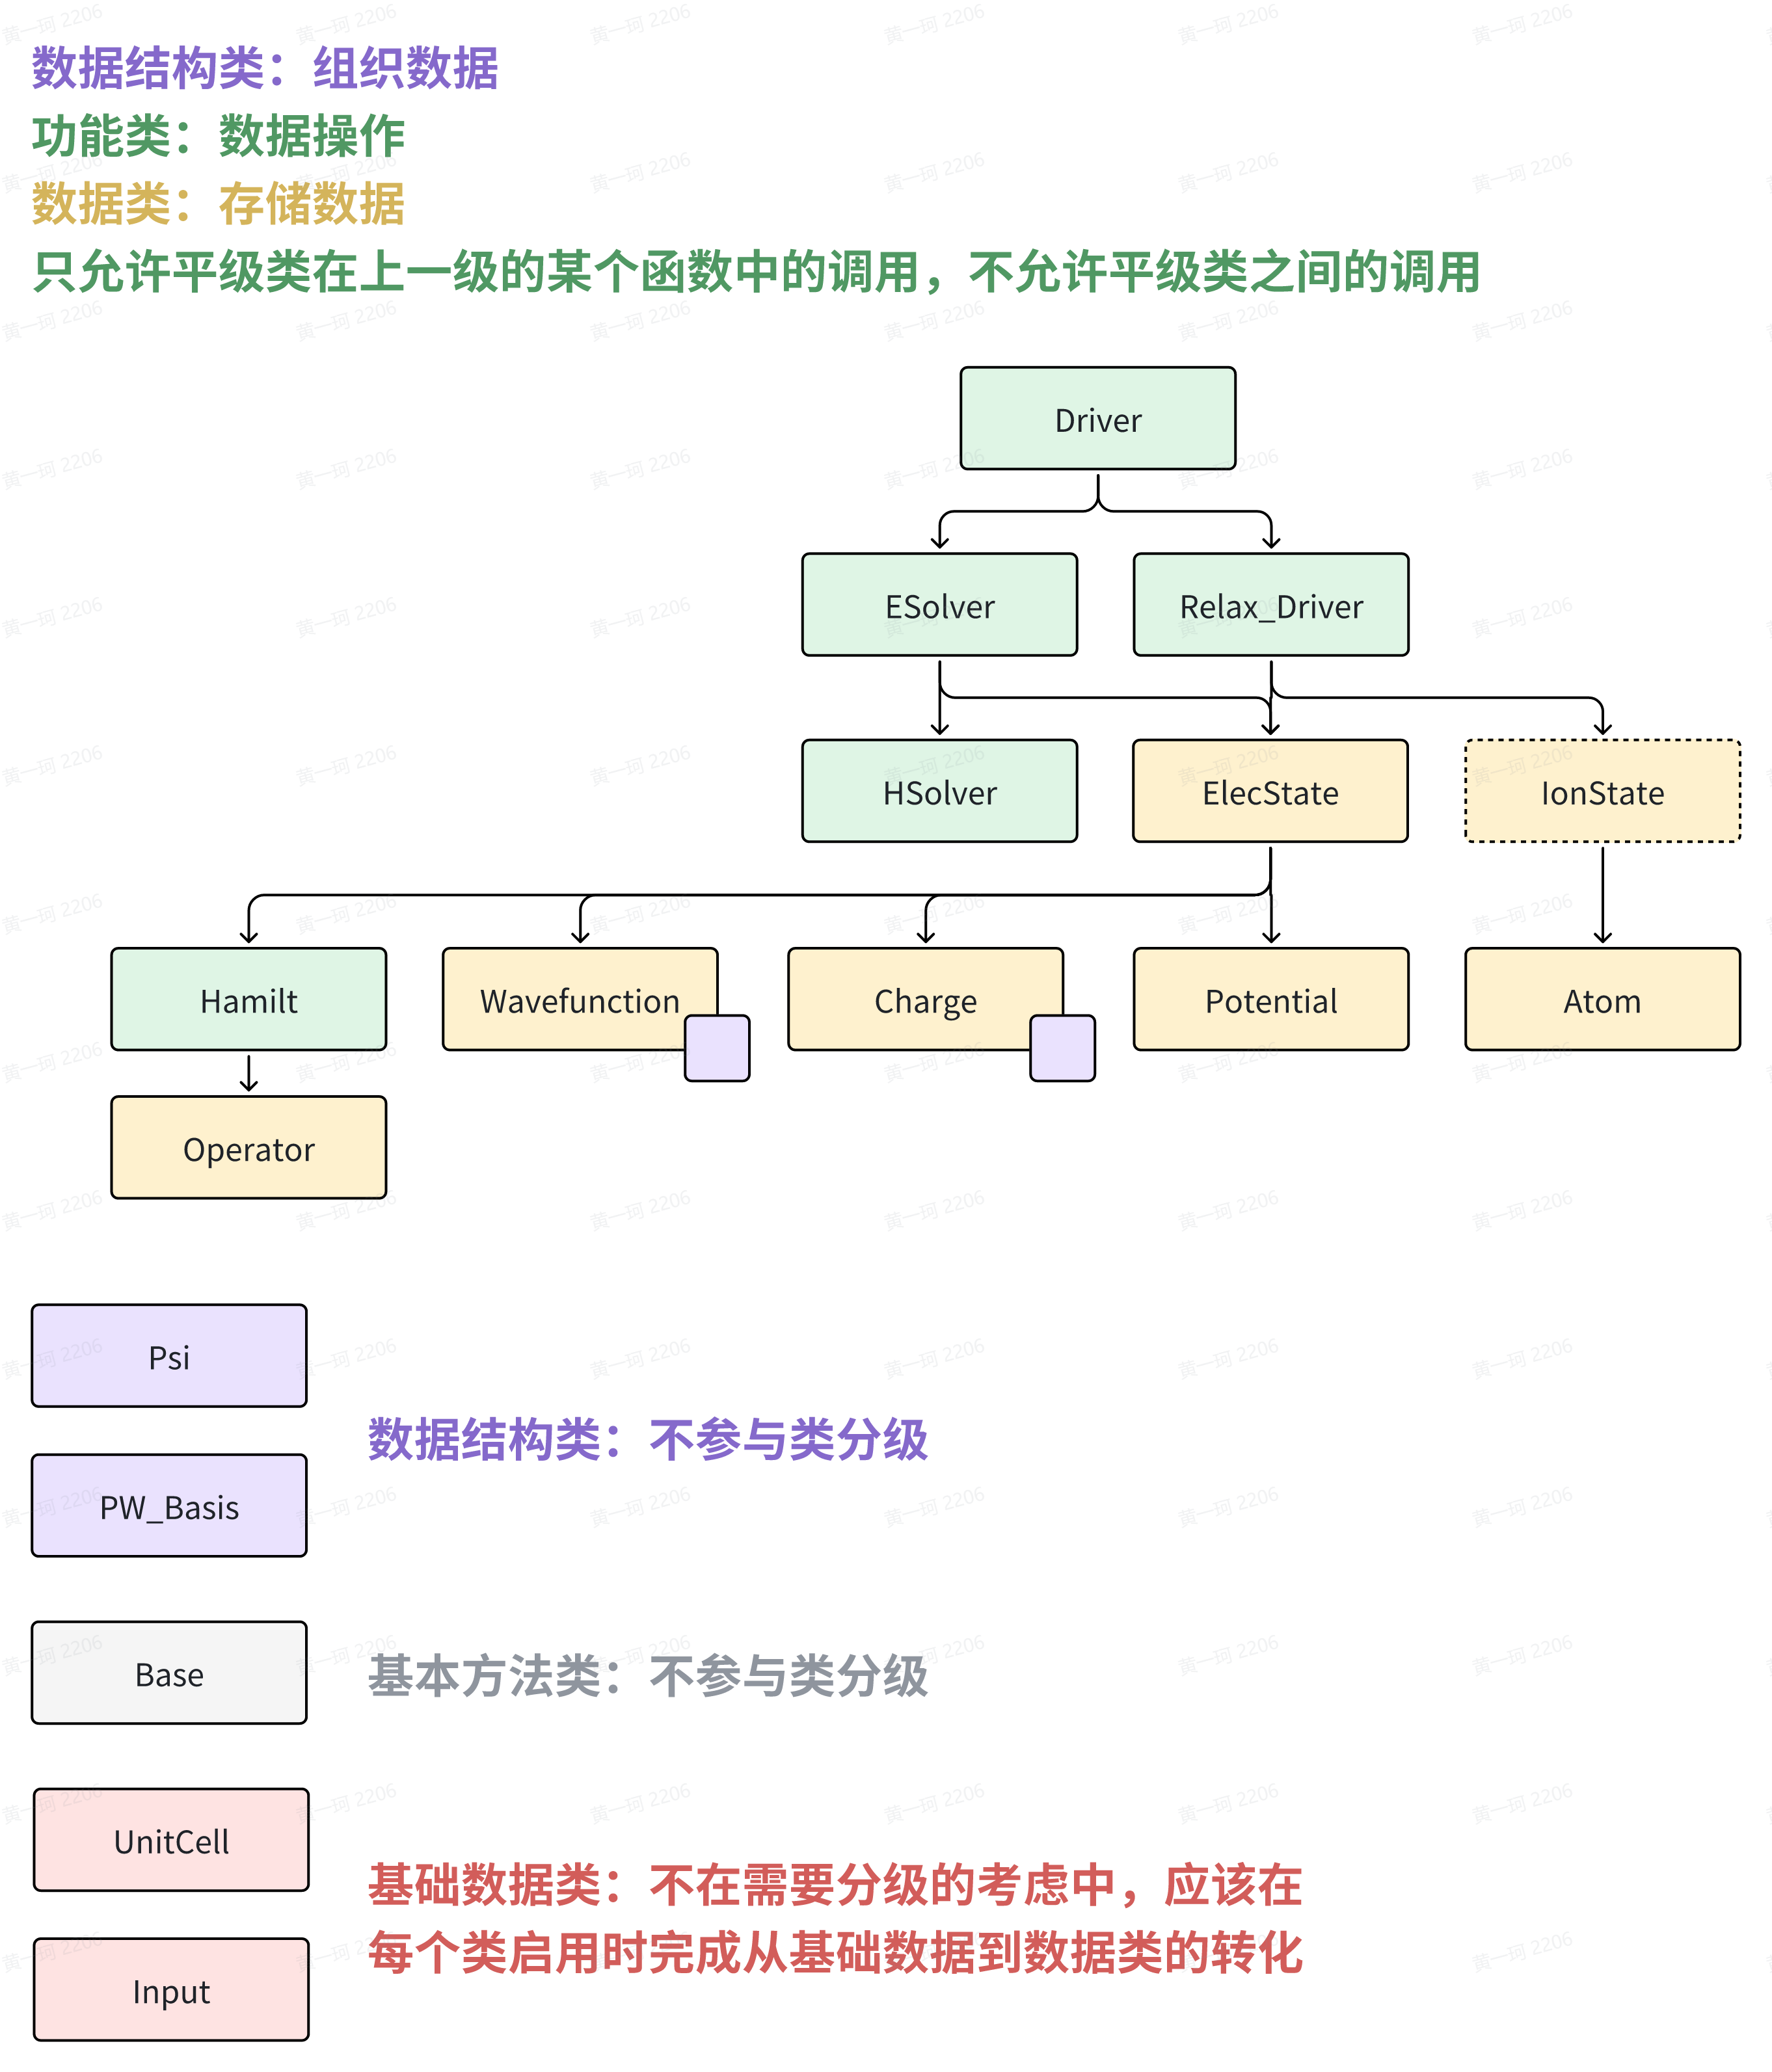 数据结构类：组织数据
功能类：数据操作
数据类：存储数据
只允许平级类在上一级的某个函数中的调用，不允许平级类之间的调用
Driver
ESolver
Relax_Driver
HSolver
ElecState
IonState
Hamilt
Wavefunction
Charge
Potential
Atom
Operator
Psi
数据结构类：不参与类分级
PW_Basis
Base
基本方法类：不参与类分级
UnitCell
基础数据类：不在需要分级的考虑中，应该在
每个类启用时完成从基础数据到数据类的转化
Input
黄一珂 2206